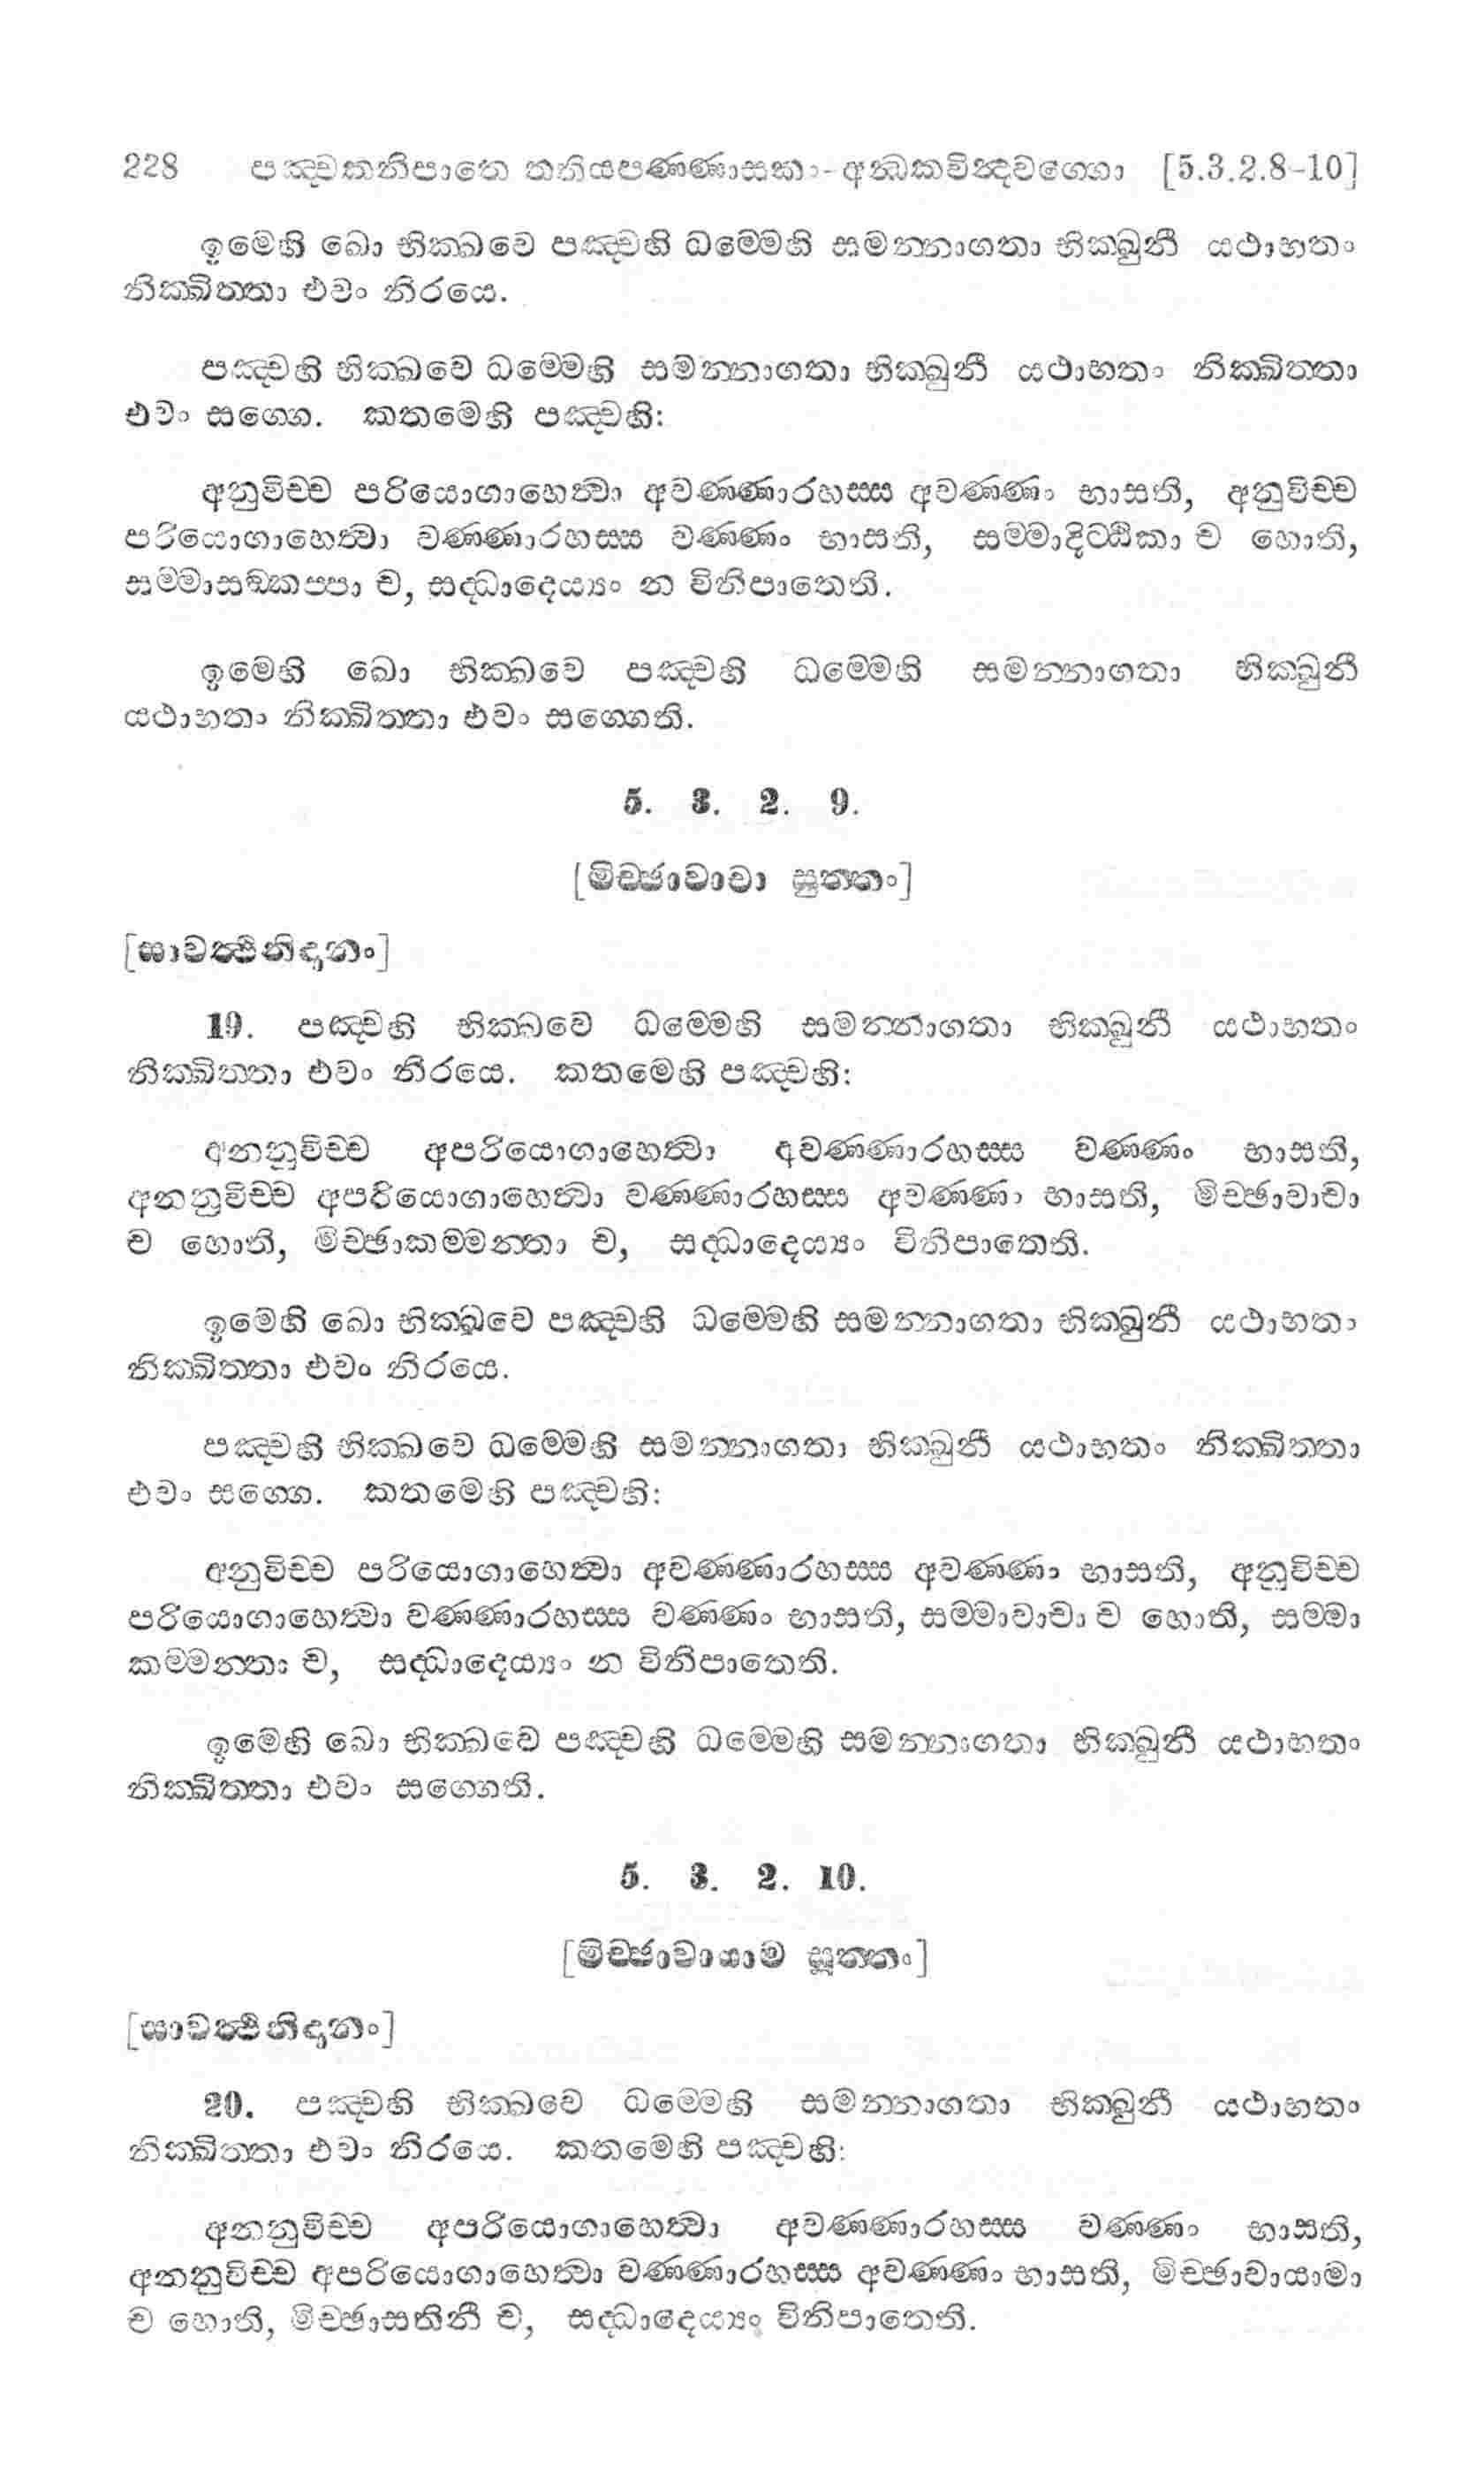 228 පඤ්චකනිපාතෙ තතියපණ්ණාසකං-අන්ධකවින්දවග්ගො [5.3.2.8-10]
ඉමෙහි ඛො භික්ඛවෙ පඤ්චහි ධම්මෙහි සමන්නාගතා භික්ඛුනී යථාභතං
නික්ඛිත්තා එවං නිරයෙ.
පඤ්චහි භික්ඛවෙ ධම්මෙහි සමන්නාගතා භික්ඛුනී යථාභතං නික්ඛිත්තා
එවං සග්ගෙ. කතමෙහි පඤ්චහි:
අනුවිච්ච පරියොගාහෙත්වා අවණ්ණාරහස්ස අවණ්ණං භාසති, අනුවිච්ච
පරියොගාහෙත්වා වණ්ණාරහස්ස වණ්ණං භාසති, සම්මාදිට්ඨිකා ච හොති,
සම්මාසඞ්කප්පා ච, සද්ධාදෙය්‍යං න විනිපාතෙති.
ඉමෙහි ඛො භික්ඛවෙ පඤ්චහි ධම්මෙහි සමන්නාගතා භික්ඛුනී
යථාභතං නික්ඛිත්තා එවං සග්ගෙති.
5. 3. 2. 9.
[මිච්ඡාවාචා සුත්තං]
[සාවත්ථිනිදානං]
19. පඤ්චහි භික්ඛවෙ ධම්මෙහි සමන්නාගතා භික්ඛුනී යථාභතං
නික්ඛිත්තා එවං නිරයෙ. කතමෙහි පඤ්චහි:
අනනුවිච්ච අපරියොගාහෙත්වා අවණ්ණාරහස්ස වණ්ණං භාසති,
අනනුවිච්ච අපරියොගාහෙත්වා වණ්ණාරහස්ස අවණ්ණං භාසති, මිච්ඡාවාචා
ච හොති, මිච්ඡාකම්මන්තා ච, සද්ධාදෙය්‍යං විනිපාතෙති.
ඉමෙහි ඛො භික්ඛවෙ පඤ්චහි ධම්මෙහි සමන්නාගතා භික්ඛුනී යථාභතං
නික්ඛිත්තා එවං නිරයෙ.
පඤ්චහි භික්ඛවෙ ධම්මෙහි සමන්නාගතා භික්ඛුනී යථාභතං නික්ඛිත්තා
එවං සග්ගෙ. කතමෙහි පඤ්චහි:
අනුවිච්ච පරියොගාහෙත්වා අවණ්ණාරහස්ස අවණ්ණං භාසති, අනුවිච්ච
පරියොගාහෙත්වා වණ්ණාරහස්ස වණ්ණං භාසති, සම්මාවාචා ච හොති, සම්මා
කම්මන්තා ච, සද්ධාදෙය්‍යං න විනිපාතෙති.
ඉමෙහි ඛො භික්ඛවෙ පඤ්චහි ධම්මෙහි සමන්නාගතා භික්ඛුනී යථාභතං
නික්ඛිත්තා එවං සග්ගෙති.
5. 3. 2. 10.
[මිච්ඡාවායාම සුත්තං]
[සාවත්ථිනිදානං]
20. පඤ්චහි භික්ඛවෙ ධම්මෙහි සමන්නාගතා භික්ඛුනී යථාභතං
නික්ඛිත්තා එවං නිරයෙ. කතමෙහි පඤ්චහි:
අනනුවිච්ච අපරියොගාහෙත්වා අවණ්ණාරහස්ස වණ්ණං භාසති,
අනනුවිච්ච අපරියොගාහෙත්වා වණ්ණාරහස්ස අවණ්ණං භාසති, මිච්ඡාවායාමා
ච හොති, මිච්ඡාසතිනී ච, සද්ධාදෙය්‍යං විනිපාතෙති.